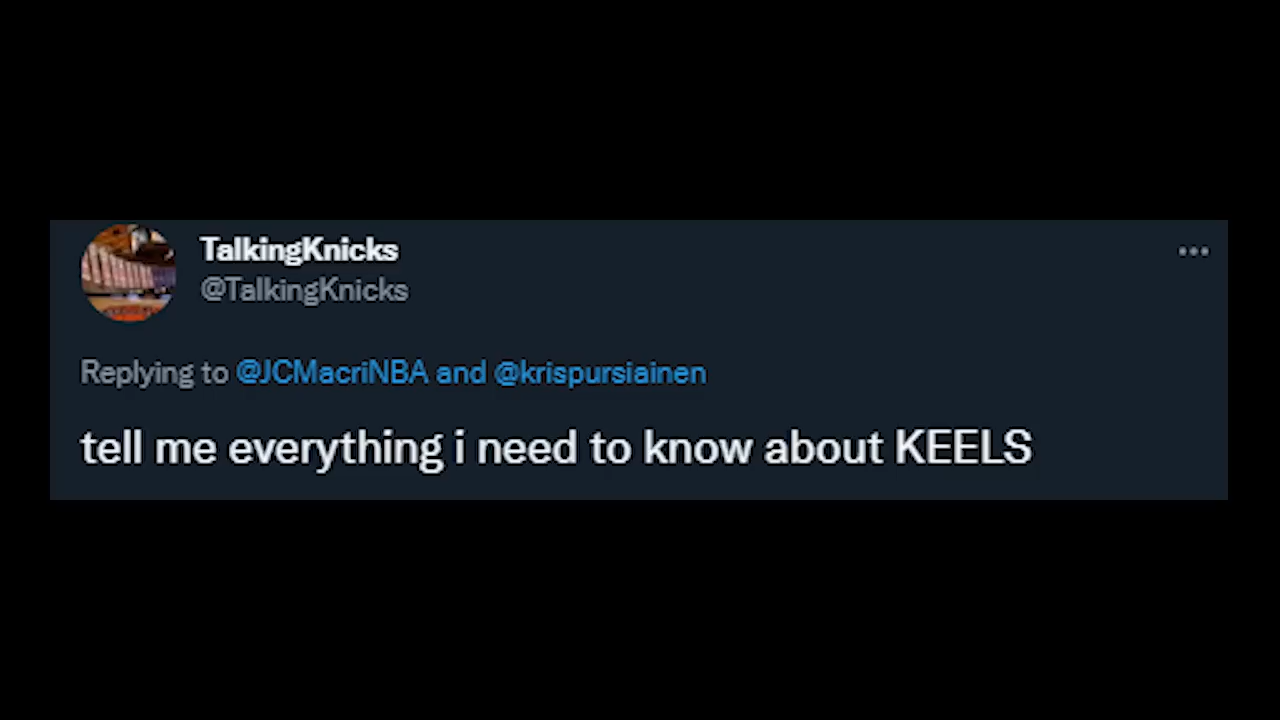 TalkingKnicks
@TalkingKnicks
Replying to @JCMacriNBA and @krispursiainen
tell me everything i need to know about KEELS